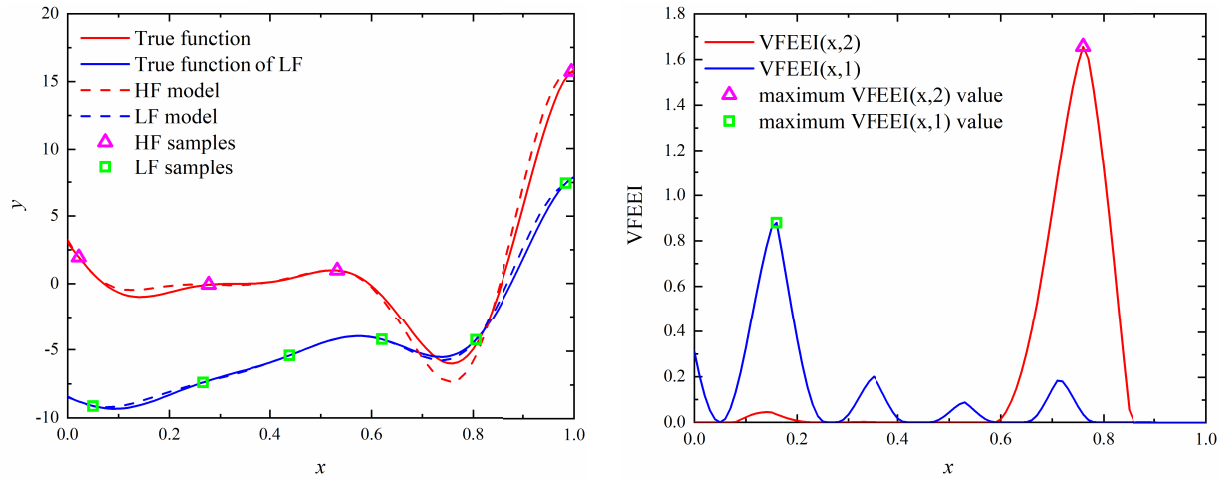 20
15
10
5
0
-5
-10
y
True function
True function of LF
HF model
LF model
HF samples
LF samples
0.0 0.2 0.4 0.6 0.8 1.0
x
1.8
1.6
1.4
1.2
1.0
0.8
0.6
0.4
0.2
0.0
VFEEI
VFEEI(x,2)
VFEEI(x,1)
maximum VFEEI(x,2) value
maximum VFEEI(x,1) value
0.0 0.2 0.4 0.6 0.8 1.0
x